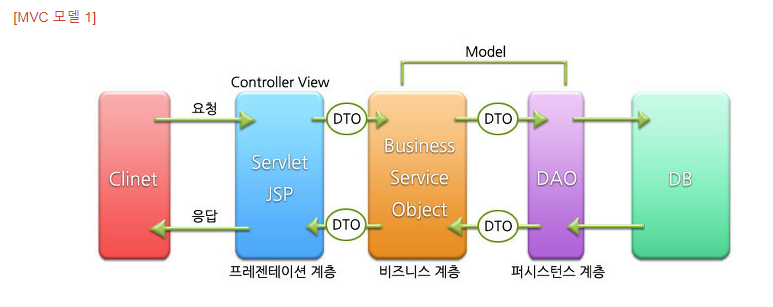 [MVC 모델 1]
Model
Controller View
요청
DTO
DTO
Clinet
Servlet
JSP
Business
Service
Object
DAO
DB
응답
DTO
DTO
프레젠테이션 계층
비즈니스 계층
퍼시스턴스 계층